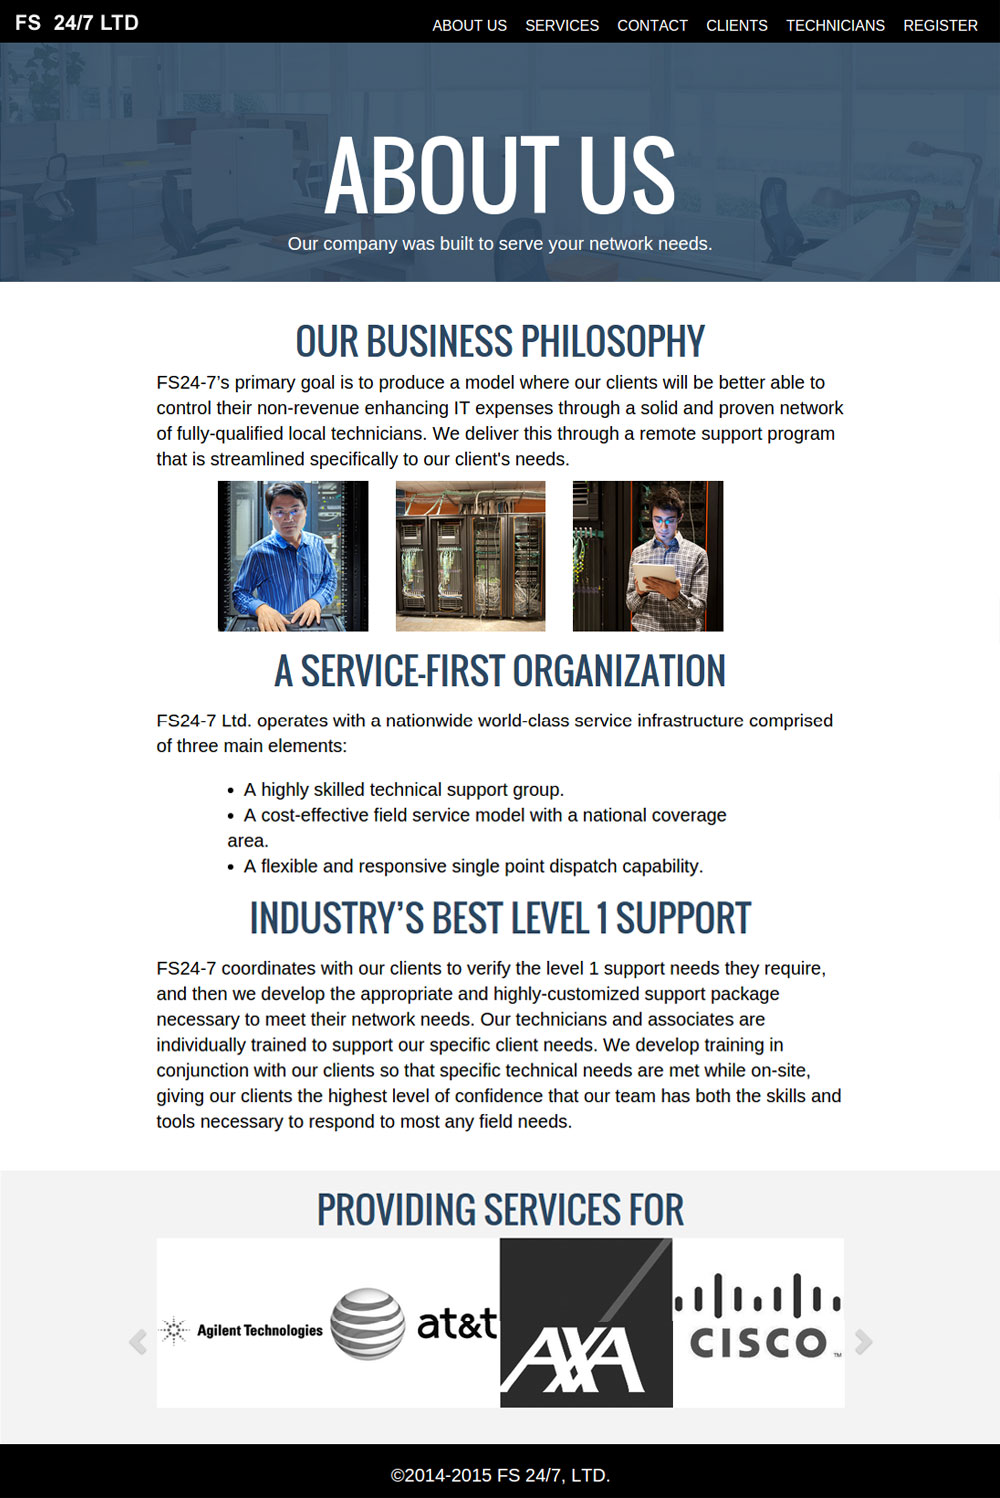 FS 24/7 LTD
ABOUT US SERVICES CONTACT CLIENTS TECHNICIANS REGISTER
ABOUT US
Our company was built to serve your network needs.
OUR BUSINESS PHILOSOPHY
FS24-7’s primary goal is to produce a model where our clients will be better able to
control their non-revenue enhancing IT expenses through a solid and proven network
of fully-qualified local technicians. We deliver this through a remote support program
that is streamlined specifically to our client's needs.
A SERVICE-FIRST ORGANIZATION
FS24-7 Ltd. operates with a nationwide world-class service infrastructure comprised
of three main elements:
• A highly skilled technical support group.
• A cost-effective field service model with a national coverage
area.
• A flexible and responsive single point dispatch capability.
INDUSTRY’S BEST LEVEL 1 SUPPORT
FS24-7 coordinates with our clients to verify the level 1 support needs they require,
and then we develop the appropriate and highly-customized support package
necessary to meet their network needs. Our technicians and associates are
individually trained to support our specific client needs. We develop training in
conjunction with our clients so that specific technical needs are met while on-site,
giving our clients the highest level of confidence that our team has both the skills and
tools necessary to respond to most any field needs.
PROVIDING SERVICES FOR
Agilent Technologies
at&t
AXA
CISCO™
©2014-2015 FS 24/7, LTD.